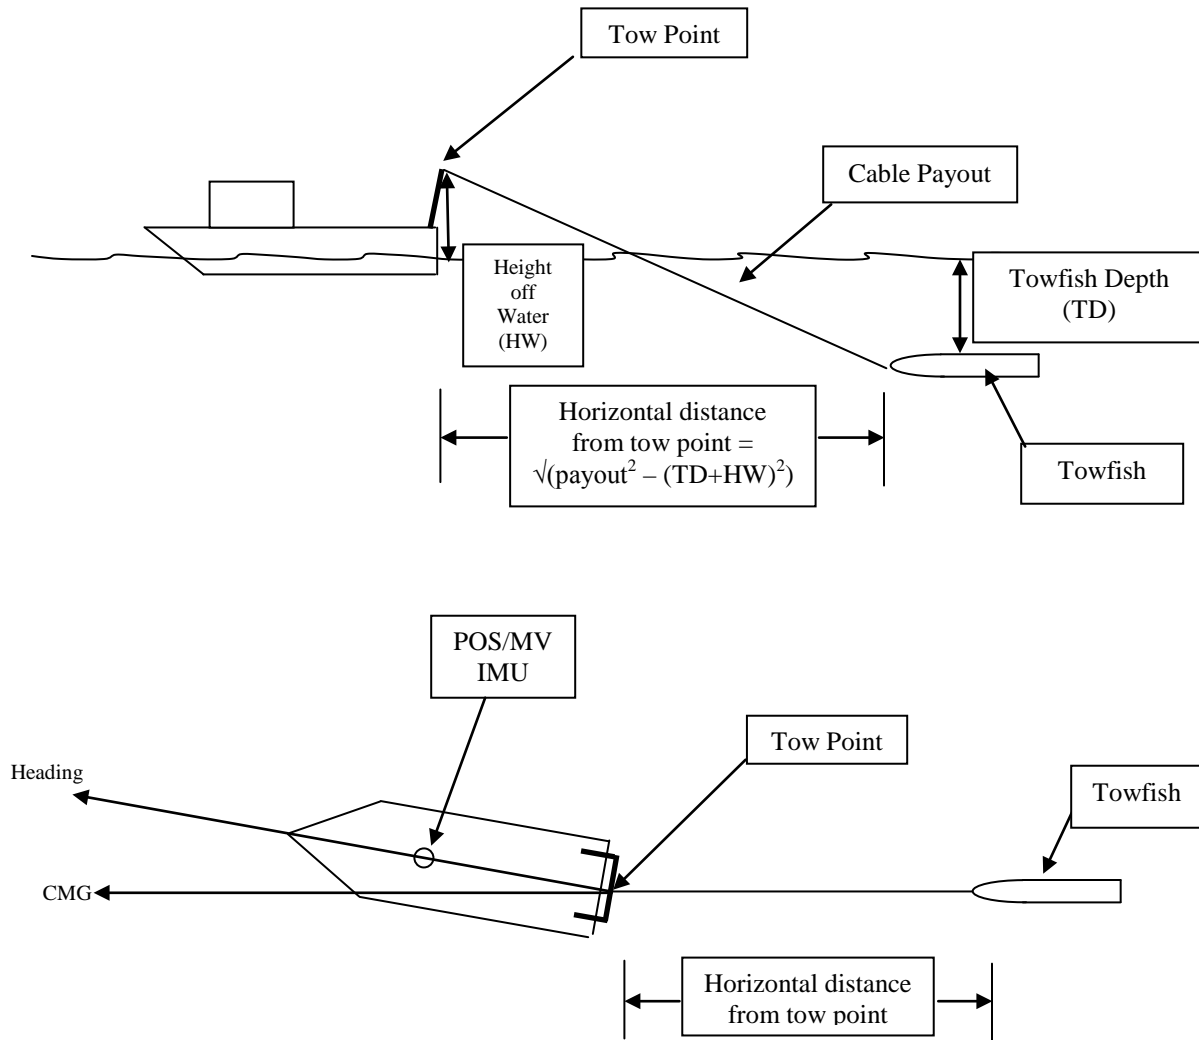 Tow Point
Cable Payout
Height
off
Water
(HW)
Towfish Depth
(TD)
Horizontal distance
from tow point =
√(payout² – (TD+HW)²)
Towfish
POS/MV
IMU
Tow Point
Heading
Towfish
CMG
Horizontal distance
from tow point